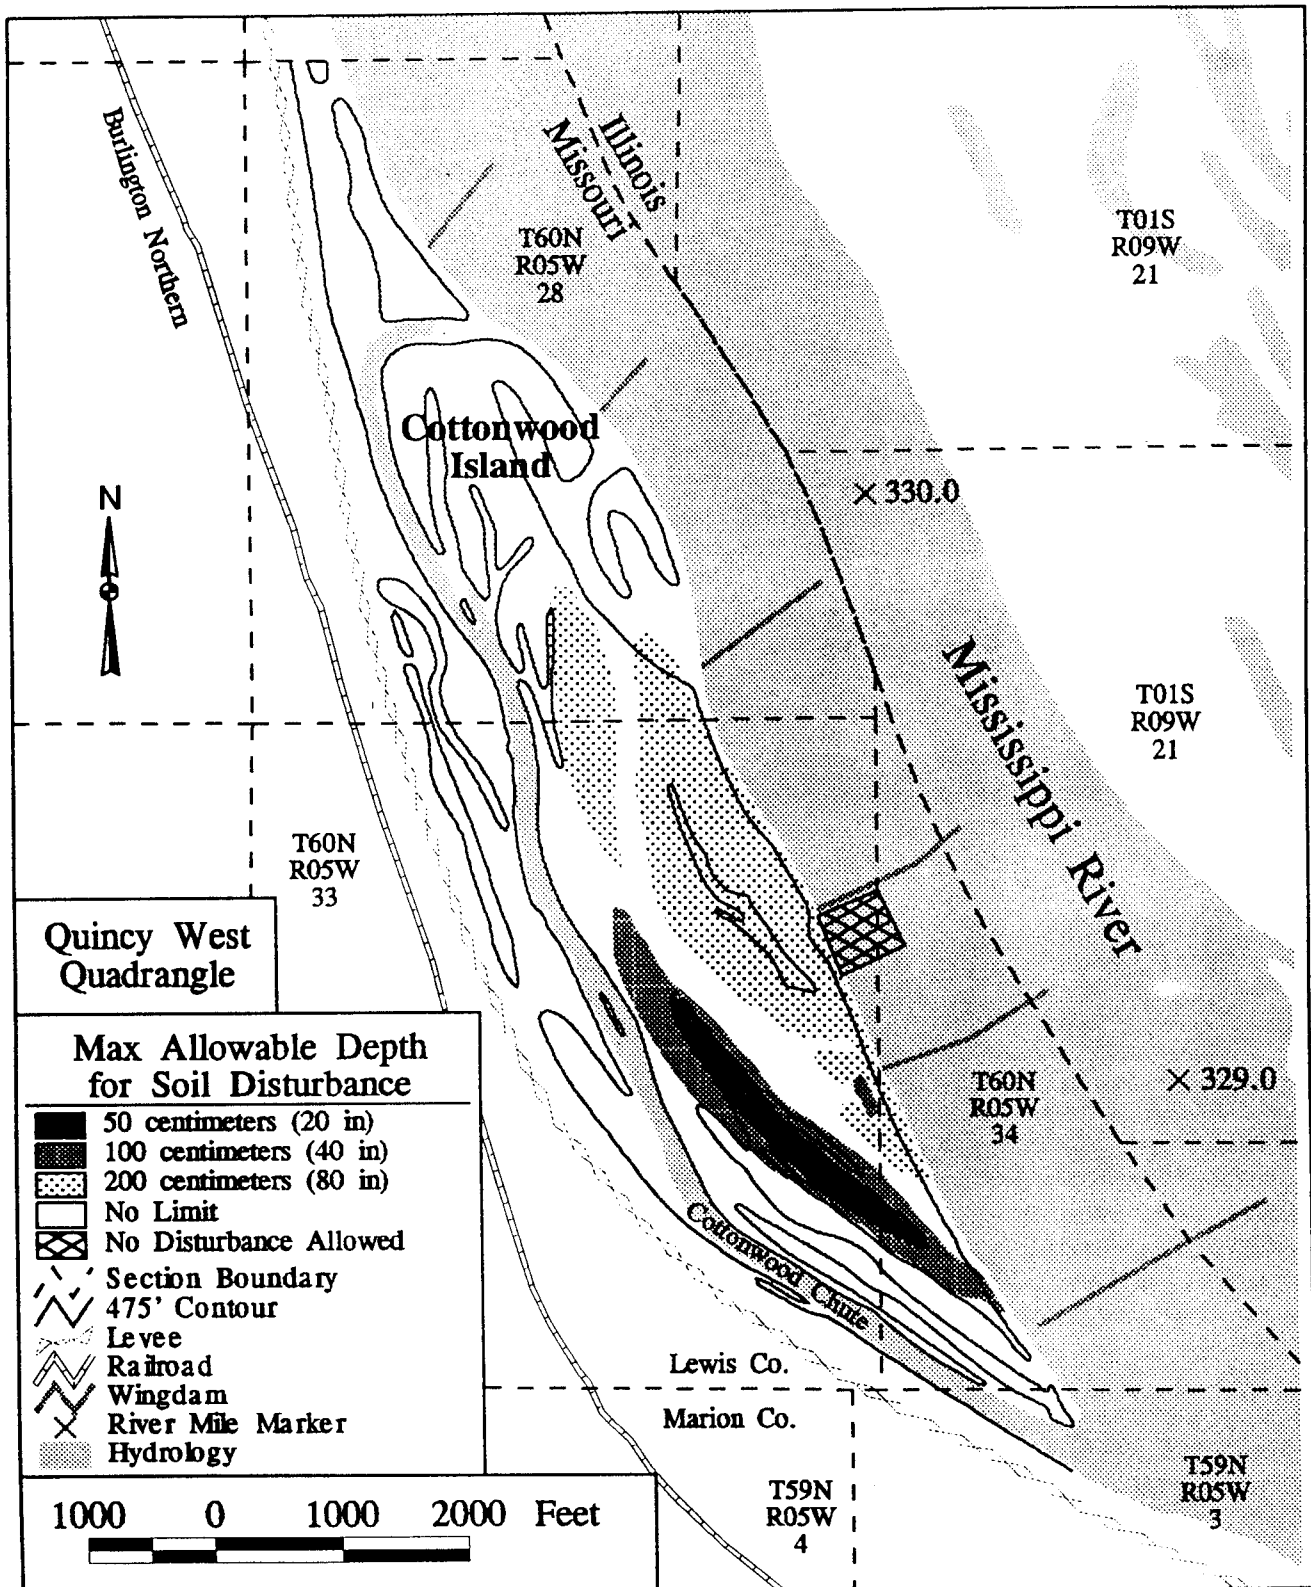 Burlington Northern
Illinois
Missouri
T60N
R05W
28
T01S
R09W
21
Cottonwood
Island
N
330.0
Mississippi River
T01S
R09W
21
T60N
R05W
33
Quincy West
Quadrangle
Max Allowable Depth
for Soil Disturbance
50 centimeters (20 in)
100 centimeters (40 in)
200 centimeters (80 in)
No Limit
No Disturbance Allowed
Section Boundary
475' Contour
Levee
Railroad
Wingdam
River Mile Marker
Hydrology
329.0
T60N
R05W
34
Cottonwood Chute
Lewis Co.
Marion Co.
T59N
R05W
4
T59N
R05W
3
1000 0 1000 2000 Feet